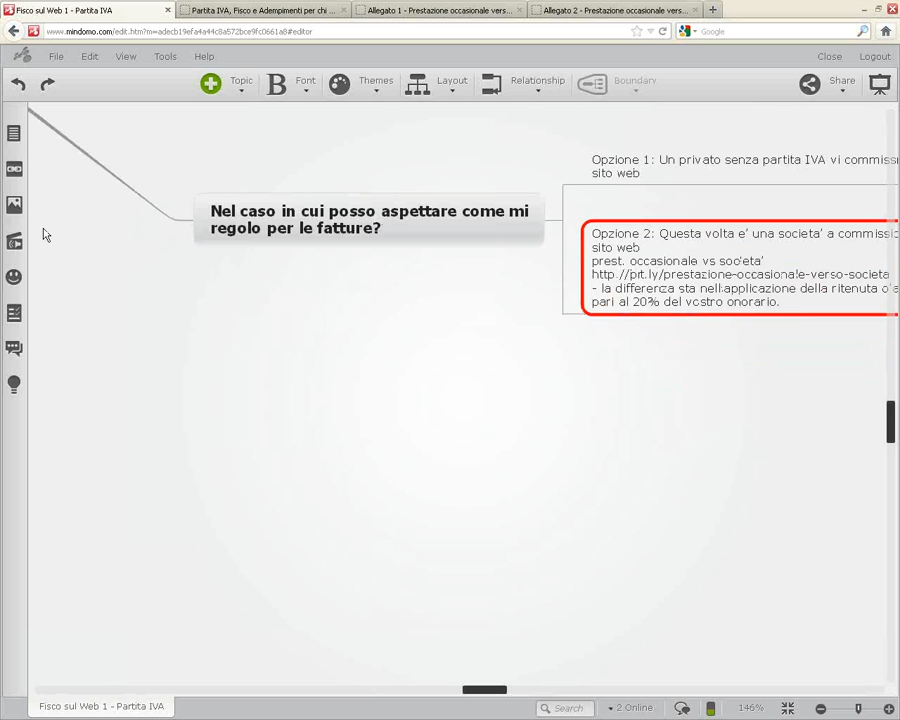 Fisco sul Web 1 - Partita IVA
Partita IVA, Fisco e Adempimenti per chi ...
Allegato 1 - Prestazione occasionale vers...
Allegato 2 - Prestazione occasionale vers...
www.mindomo.com/edit.htm?m=adecb19efa4a44c8a572bce9fc0661a8#editor
Google
File Edit View Tools Help
Close Logout
Topic
Font
Themes
Layout
Relationship
Boundary
Share
Opzione 1: Un privato senza partita IVA vi commiss
sito web
Nel caso in cui posso aspettare come mi
regolo per le fatture?
Opzione 2: Questa volta e' una societa' a commissio
sito web
prest. occasionale vs societa'
http://prt.ly/prestazione-occasionale-verso-societa
- la differenza sta nell'applicazione della ritenuta
pari al 20% del vostro onorario.
Fisco sul Web 1 - Partita IVA
Search
2 Online
146%